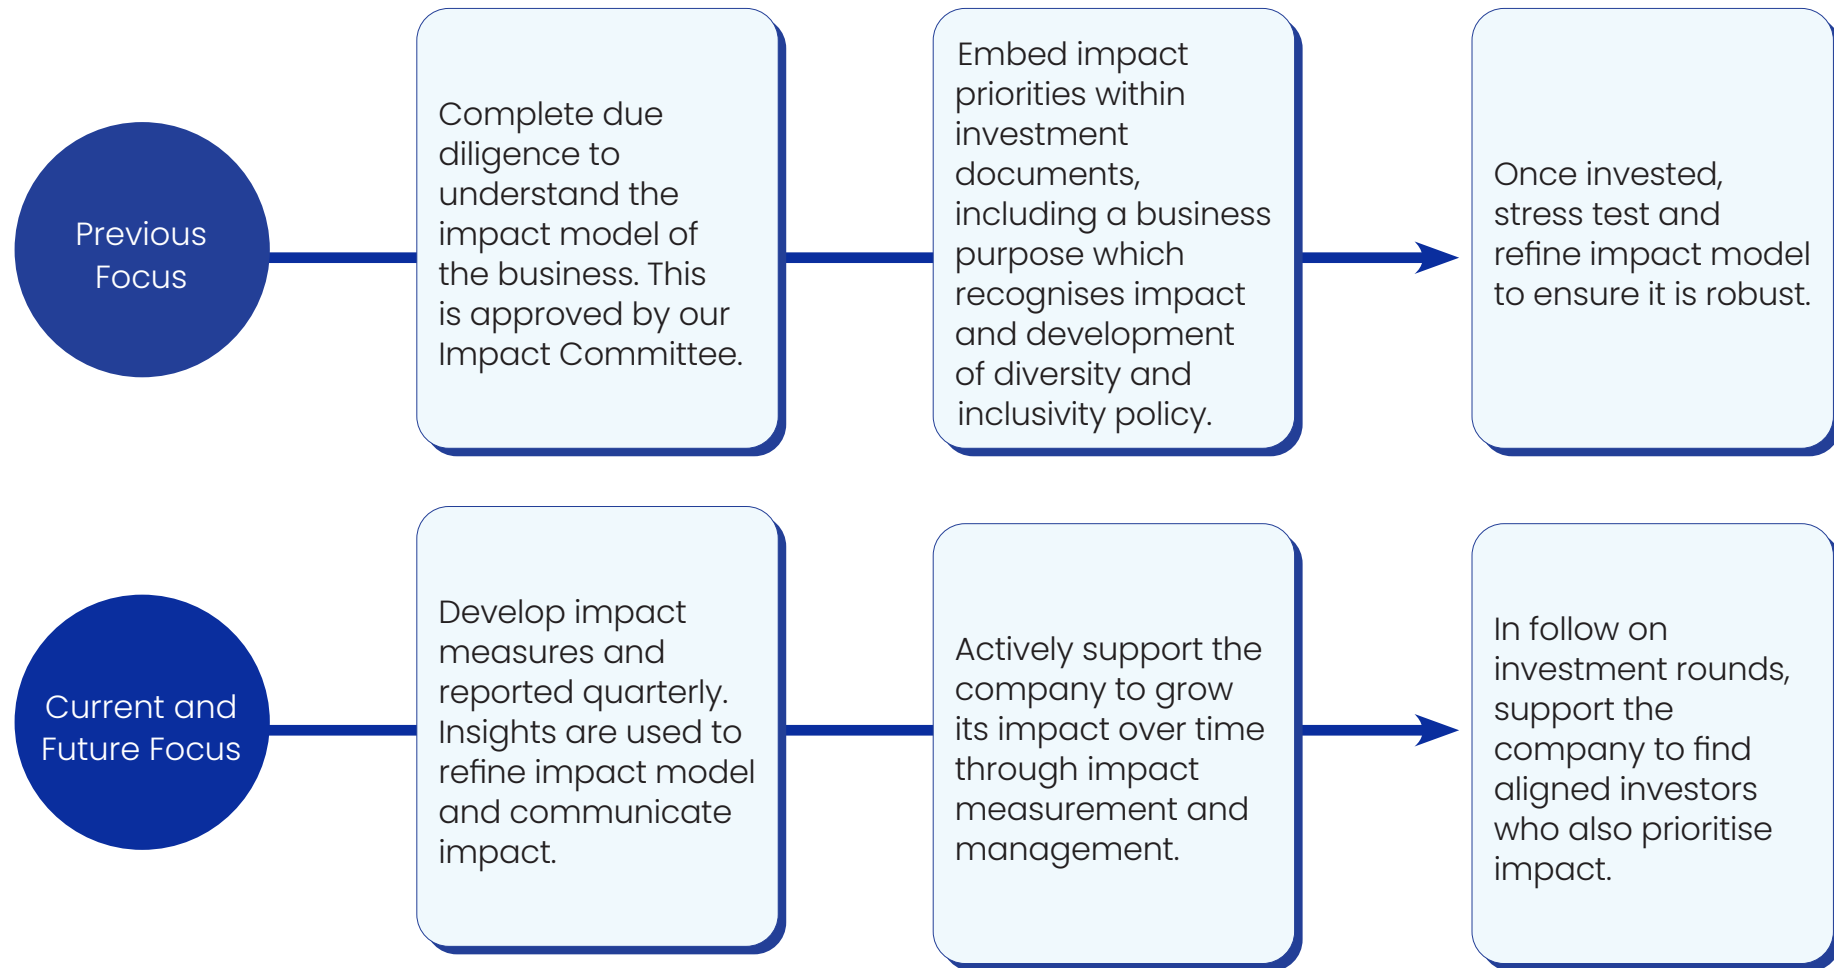 Previous
Focus
Complete due
diligence to
understand the
impact model of
the business. This
is approved by our
Impact Committee.
Embed impact
priorities within
investment
documents,
including a business
purpose which
recognises impact
and development
of diversity and
inclusivity policy.
Once invested,
stress test and
refine impact model
to ensure it is robust.
Current and
Future Focus
Develop impact
measures and
reported quarterly.
Insights are used to
refine impact model
and communicate
impact.
Actively support the
company to grow
its impact over time
through impact
measurement and
management.
In follow on
investment rounds,
support the
company to find
aligned investors
who also prioritise
impact.